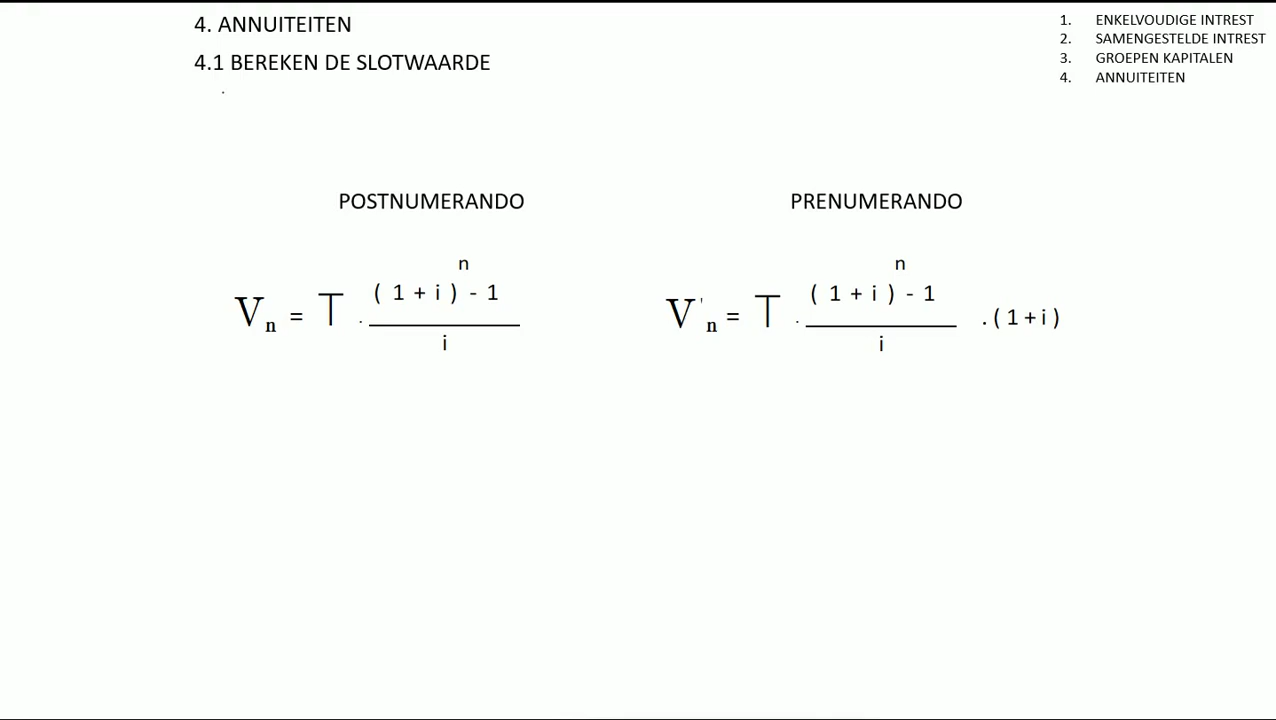 4. ANNUITEITEN
4.1 BEREKEN DE SLOTWAARDE
1. ENKELVOUDIGE INTREST
2. SAMENGESTELDE INTREST
3. GROEPEN KAPITALEN
4. ANNUITEITEN
POSTNUMERANDO
n
( 1 + i ) - 1
Vn = T .
i
PRENUMERANDO
n
( 1 + i ) - 1
V'n = T . . ( 1 + i )
i